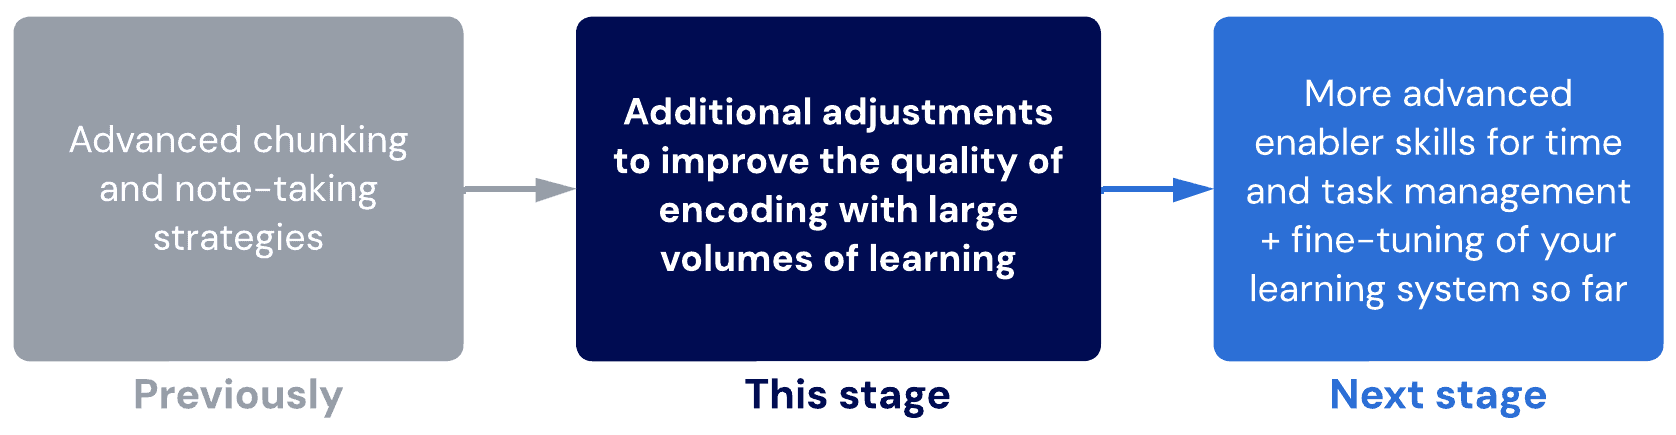 Advanced chunking
and note-taking
strategies
Previously
Additional adjustments
to improve the quality of
encoding with large
volumes of learning
This stage
More advanced
enabler skills for time
and task management
+ fine-tuning of your
learning system so far
Next stage